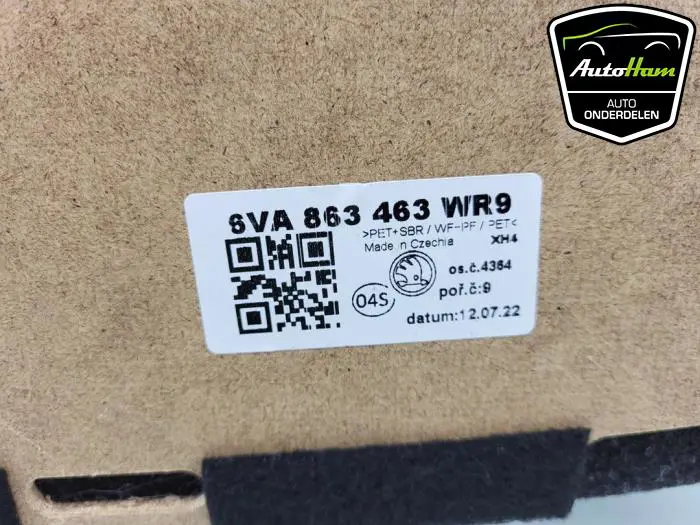 AutoHam
AUTO
ONDERDELEN
6VA 863 463 WR9
>PET+SBR / WF-PF / PET<
Made in Czechia
XH4
os.č.4364
04S
poř.č:9
datum:12.07.22